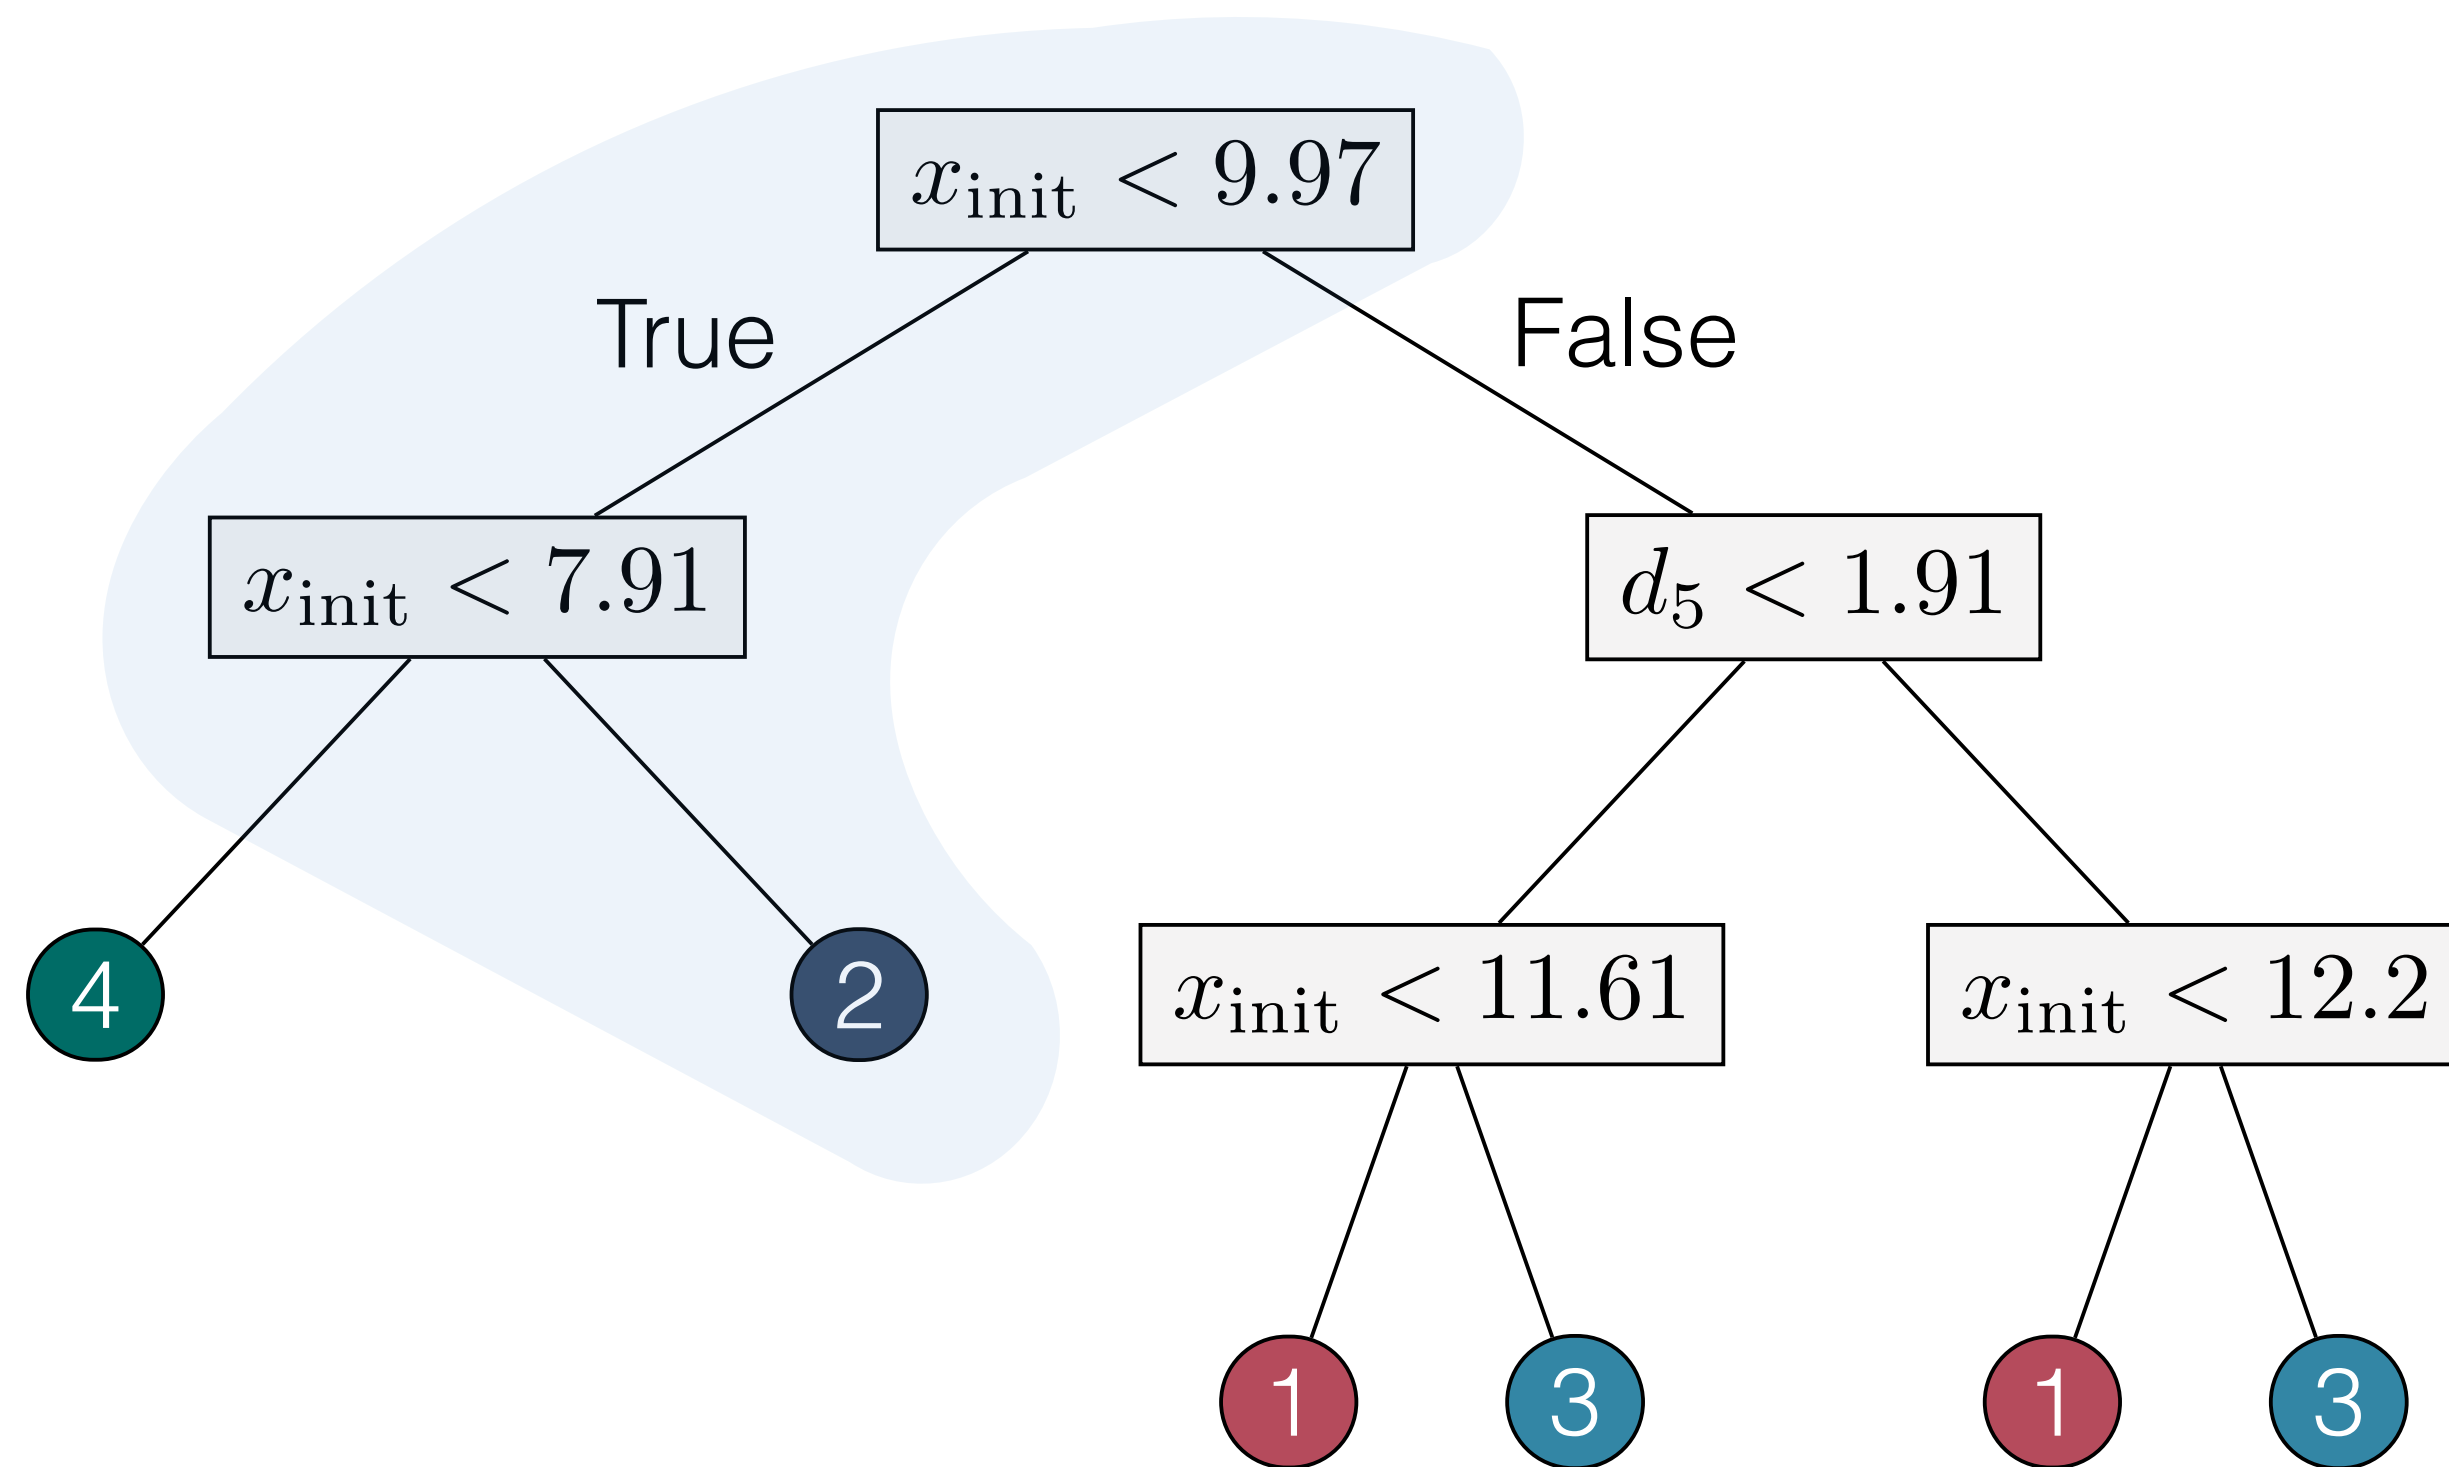 x_init < 9.97
True
False
x_init < 7.91
d_5 < 1.91
4
2
x_init < 11.61
x_init < 12.2
1
3
1
3